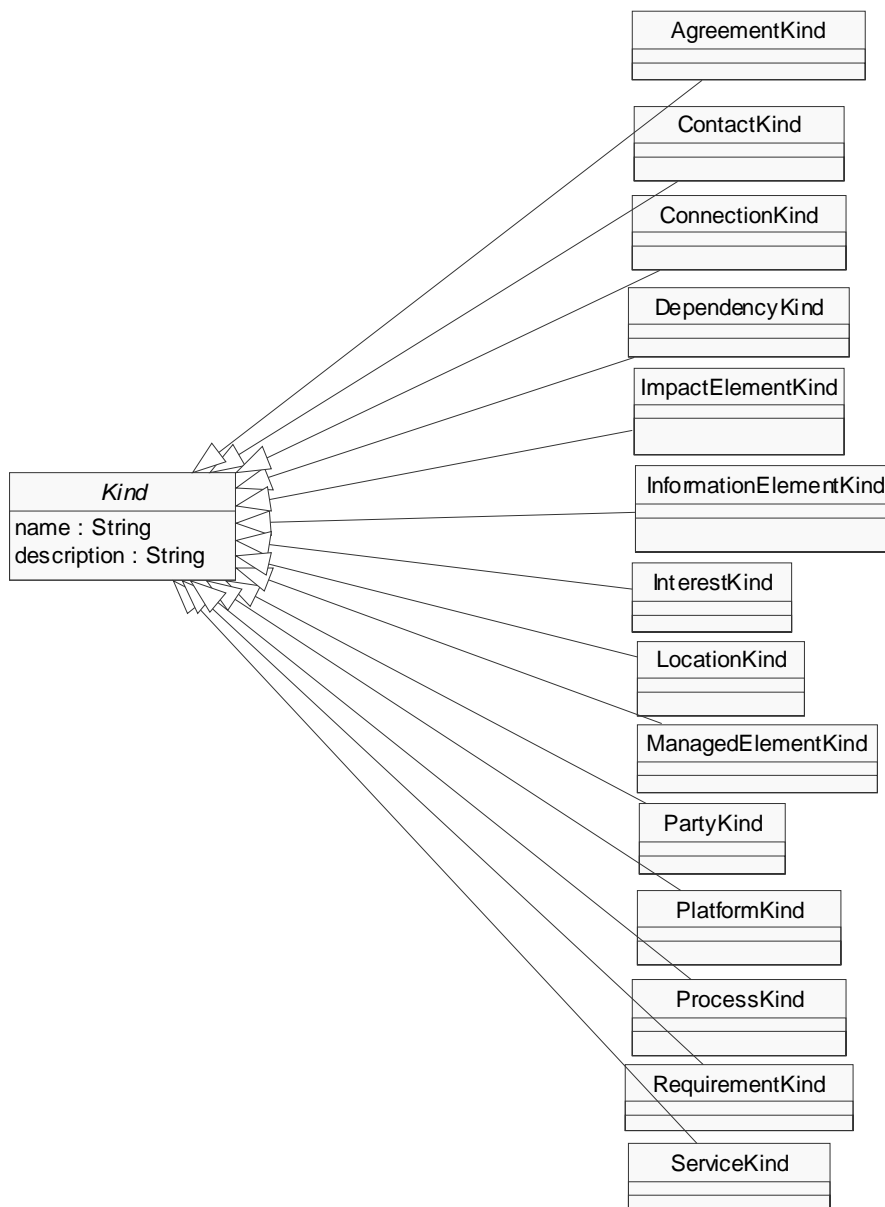 AgreementKind
ContactKind
ConnectionKind
DependencyKind
ImpactElementKind
Kind
name : String
description : String
InformationElementKind
InterestKind
LocationKind
ManagedElementKind
PartyKind
PlatformKind
ProcessKind
RequirementKind
ServiceKind